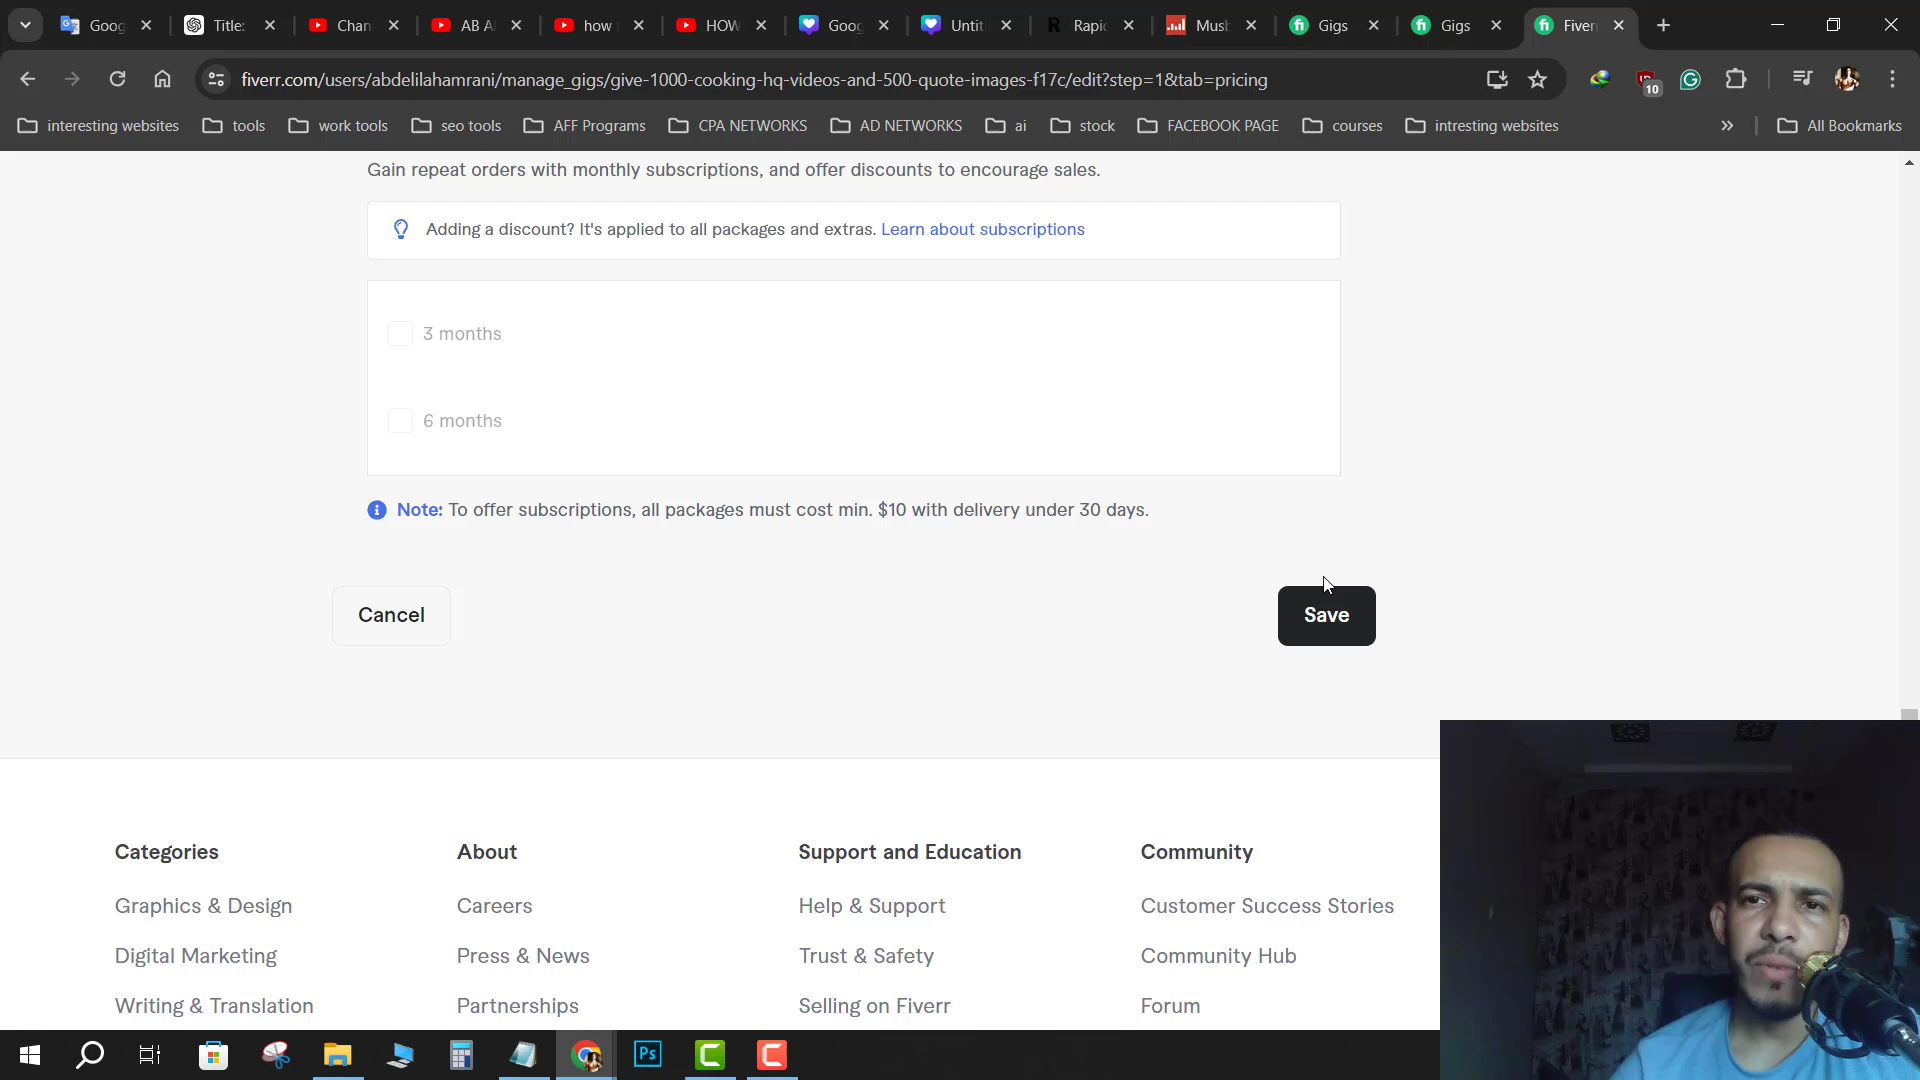 Goog
Title:
Chan
AB A
how
HOW
Goog
Unti
Rapi
Mus
Gigs
Gigs
Fiver
fiverr.com/users/abdelilahamrani/manage_gigs/give-1000-cooking-hq-videos-and-500-quote-images-f17c/edit?step=1&tab=pricing
10
interesting websites
tools
work tools
seo tools
AFF Programs
CPA NETWORKS
AD NETWORKS
ai
stock
FACEBOOK PAGE
courses
intresting websites
All Bookmarks
Gain repeat orders with monthly subscriptions, and offer discounts to encourage sales.
Adding a discount? It's applied to all packages and extras. Learn about subscriptions
3 months
6 months
Note: To offer subscriptions, all packages must cost min. $10 with delivery under 30 days.
Cancel
Save
Categories
About
Support and Education
Community
Graphics & Design
Careers
Help & Support
Customer Success Stories
Digital Marketing
Press & News
Trust & Safety
Community Hub
Writing & Translation
Partnerships
Selling on Fiverr
Forum
Ps